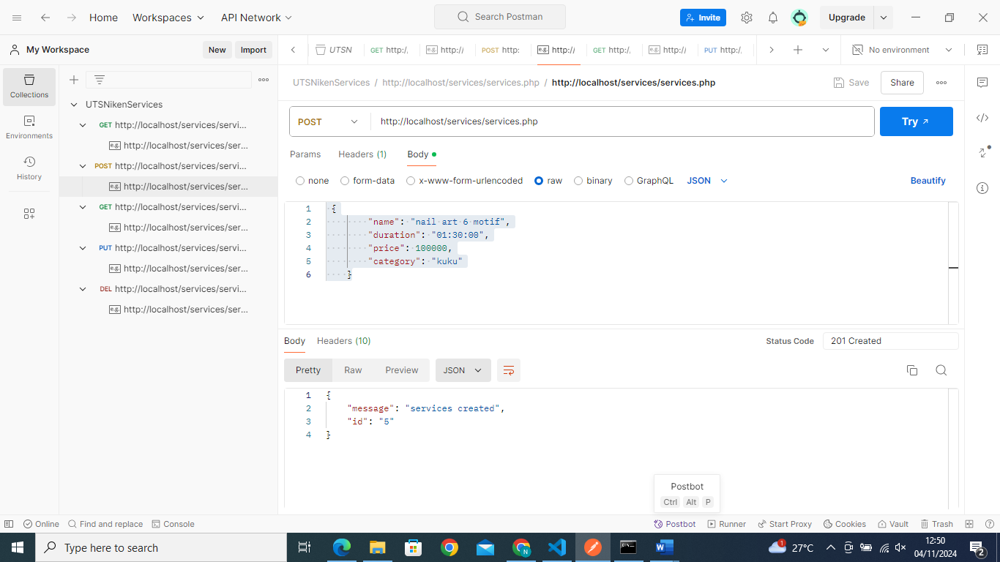 Home Workspaces API Network Search Postman Invite Upgrade
My Workspace New Import UTSN GET http:/ e.g. http:/ POST http: e.g. http:/ GET http:/ e.g. http:/ PUT http:/ No environment
Collections
Environments
History
UTSNikenServices
GET http://localhost/services/servi...
e.g. http://localhost/services/ser...
POST http://localhost/services/servi...
e.g. http://localhost/services/ser...
GET http://localhost/services/servi...
e.g. http://localhost/services/ser...
PUT http://localhost/services/servi...
e.g. http://localhost/services/ser...
DEL http://localhost/services/servi...
e.g. http://localhost/services/ser...
UTSNikenServices / http://localhost/services/services.php / http://localhost/services/services.php Save Share
POST http://localhost/services/services.php Try
Params Headers (1) Body
none form-data x-www-form-urlencoded raw binary GraphQL JSON Beautify
1 {
2 "name": "nail art 6 motif",
3 "duration": "01:30:00",
4 "price": 100000,
5 "category": "kuku"
6 }
Body Headers (10) Status Code 201 Created
Pretty Raw Preview JSON
1 {
2 "message": "services created",
3 "id": "5"
4 }
Postbot
Ctrl Alt P
Online Find and replace Console Postbot Runner Start Proxy Cookies Vault Trash
Type here to search N W 1 27°C 12:50
04/11/2024 2